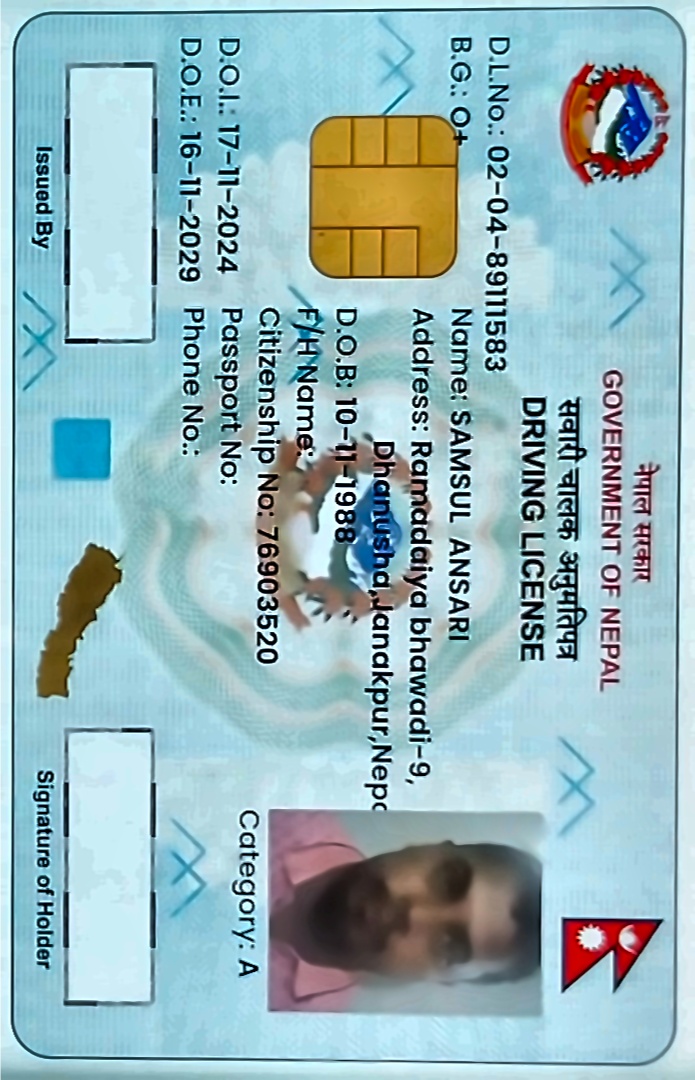 नेपाल सरकार
GOVERNMENT OF NEPAL
सवारी चालक अनुमतिपत्र
DRIVING LICENSE
D.L.No.: 02-04-89111583
B.G.: O+
Name: SAMSUL ANSARI
Address: Ramadaiya bhawadi-9,
Dhanusha,Janakpur,Nepa
D.O.B: 10-11-1988
F/H Name:
Citizenship No: 76903520
D.O.I.: 17-11-2024
Passport No:
D.O.E.: 16-11-2029
Phone No.:
Category: A
Issued By
Signature of Holder